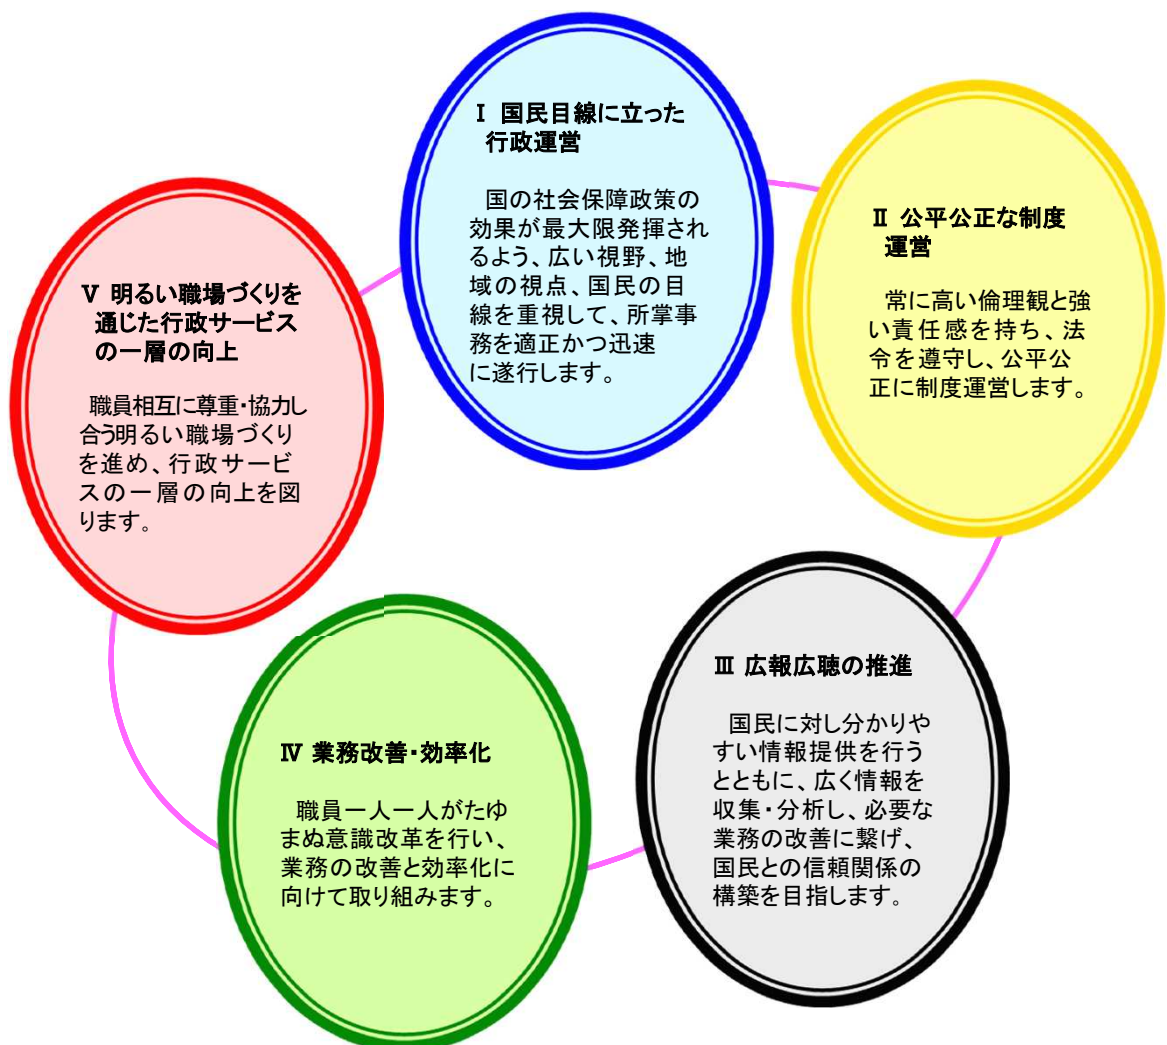 Ⅰ 国民目線に立った
行政運営
国の社会保障政策の
効果が最大限発揮され
るよう、広い視野、地
域の視点、国民の目
線を重視して、所掌事
務を適正かつ迅速
に遂行します。
Ⅱ 公平公正な制度
運営
常に高い倫理観と強
い責任感を持ち、法
令を遵守し、公平公
正に制度運営します。
Ⅲ 広報広聴の推進
国民に対し分かりや
すい情報提供を行う
とともに、広く情報を
収集・分析し、必要な
業務の改善に繋げ、
国民との信頼関係の
構築を目指します。
Ⅳ 業務改善・効率化
職員一人一人がたゆ
まぬ意識改革を行い、
業務の改善と効率化に
向けて取り組みます。
Ⅴ 明るい職場づくりを
通じた行政サービス
の一層の向上
職員相互に尊重・協力し
合う明るい職場づくり
を進め、行政サービ
スの一層の向上を図
ります。